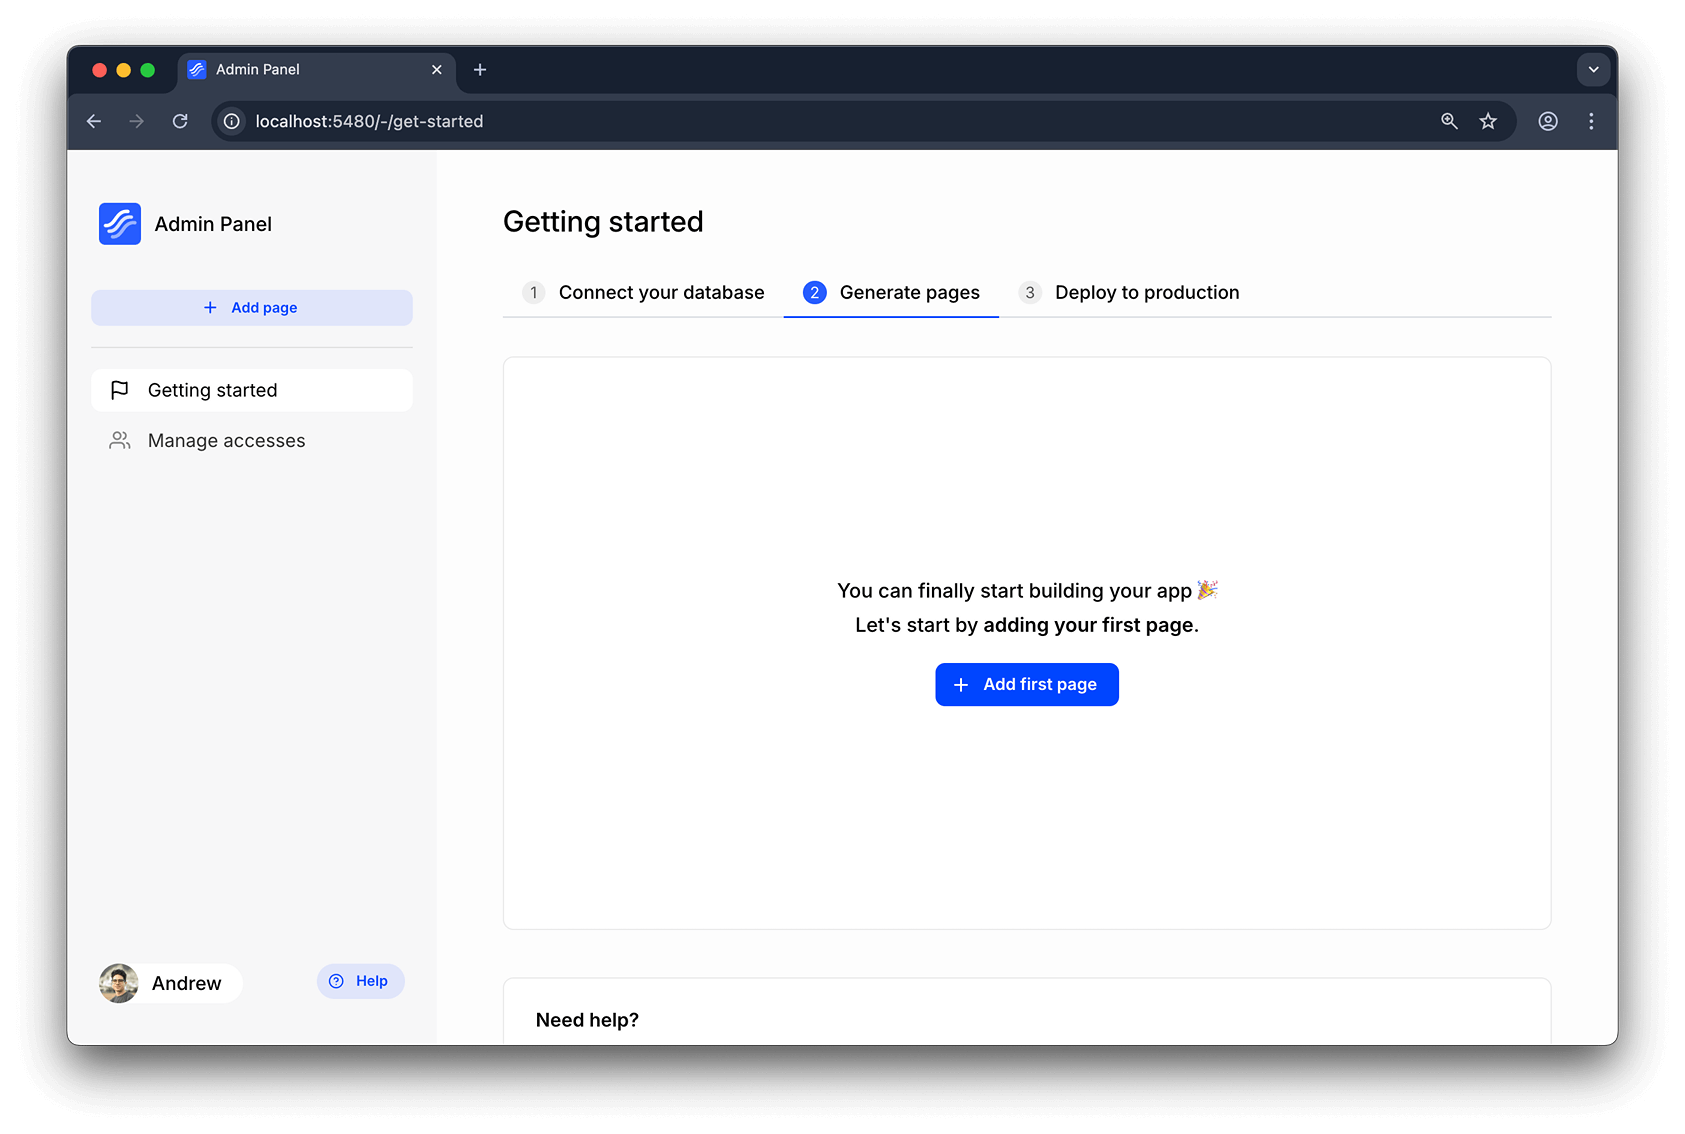 Admin Panel
localhost:5480/-/get-started
Admin Panel
+ Add page
Getting started
Manage accesses
Andrew
Help
Getting started
1 Connect your database
2 Generate pages
3 Deploy to production
You can finally start building your app 🎉
Let's start by adding your first page.
+ Add first page
Need help?